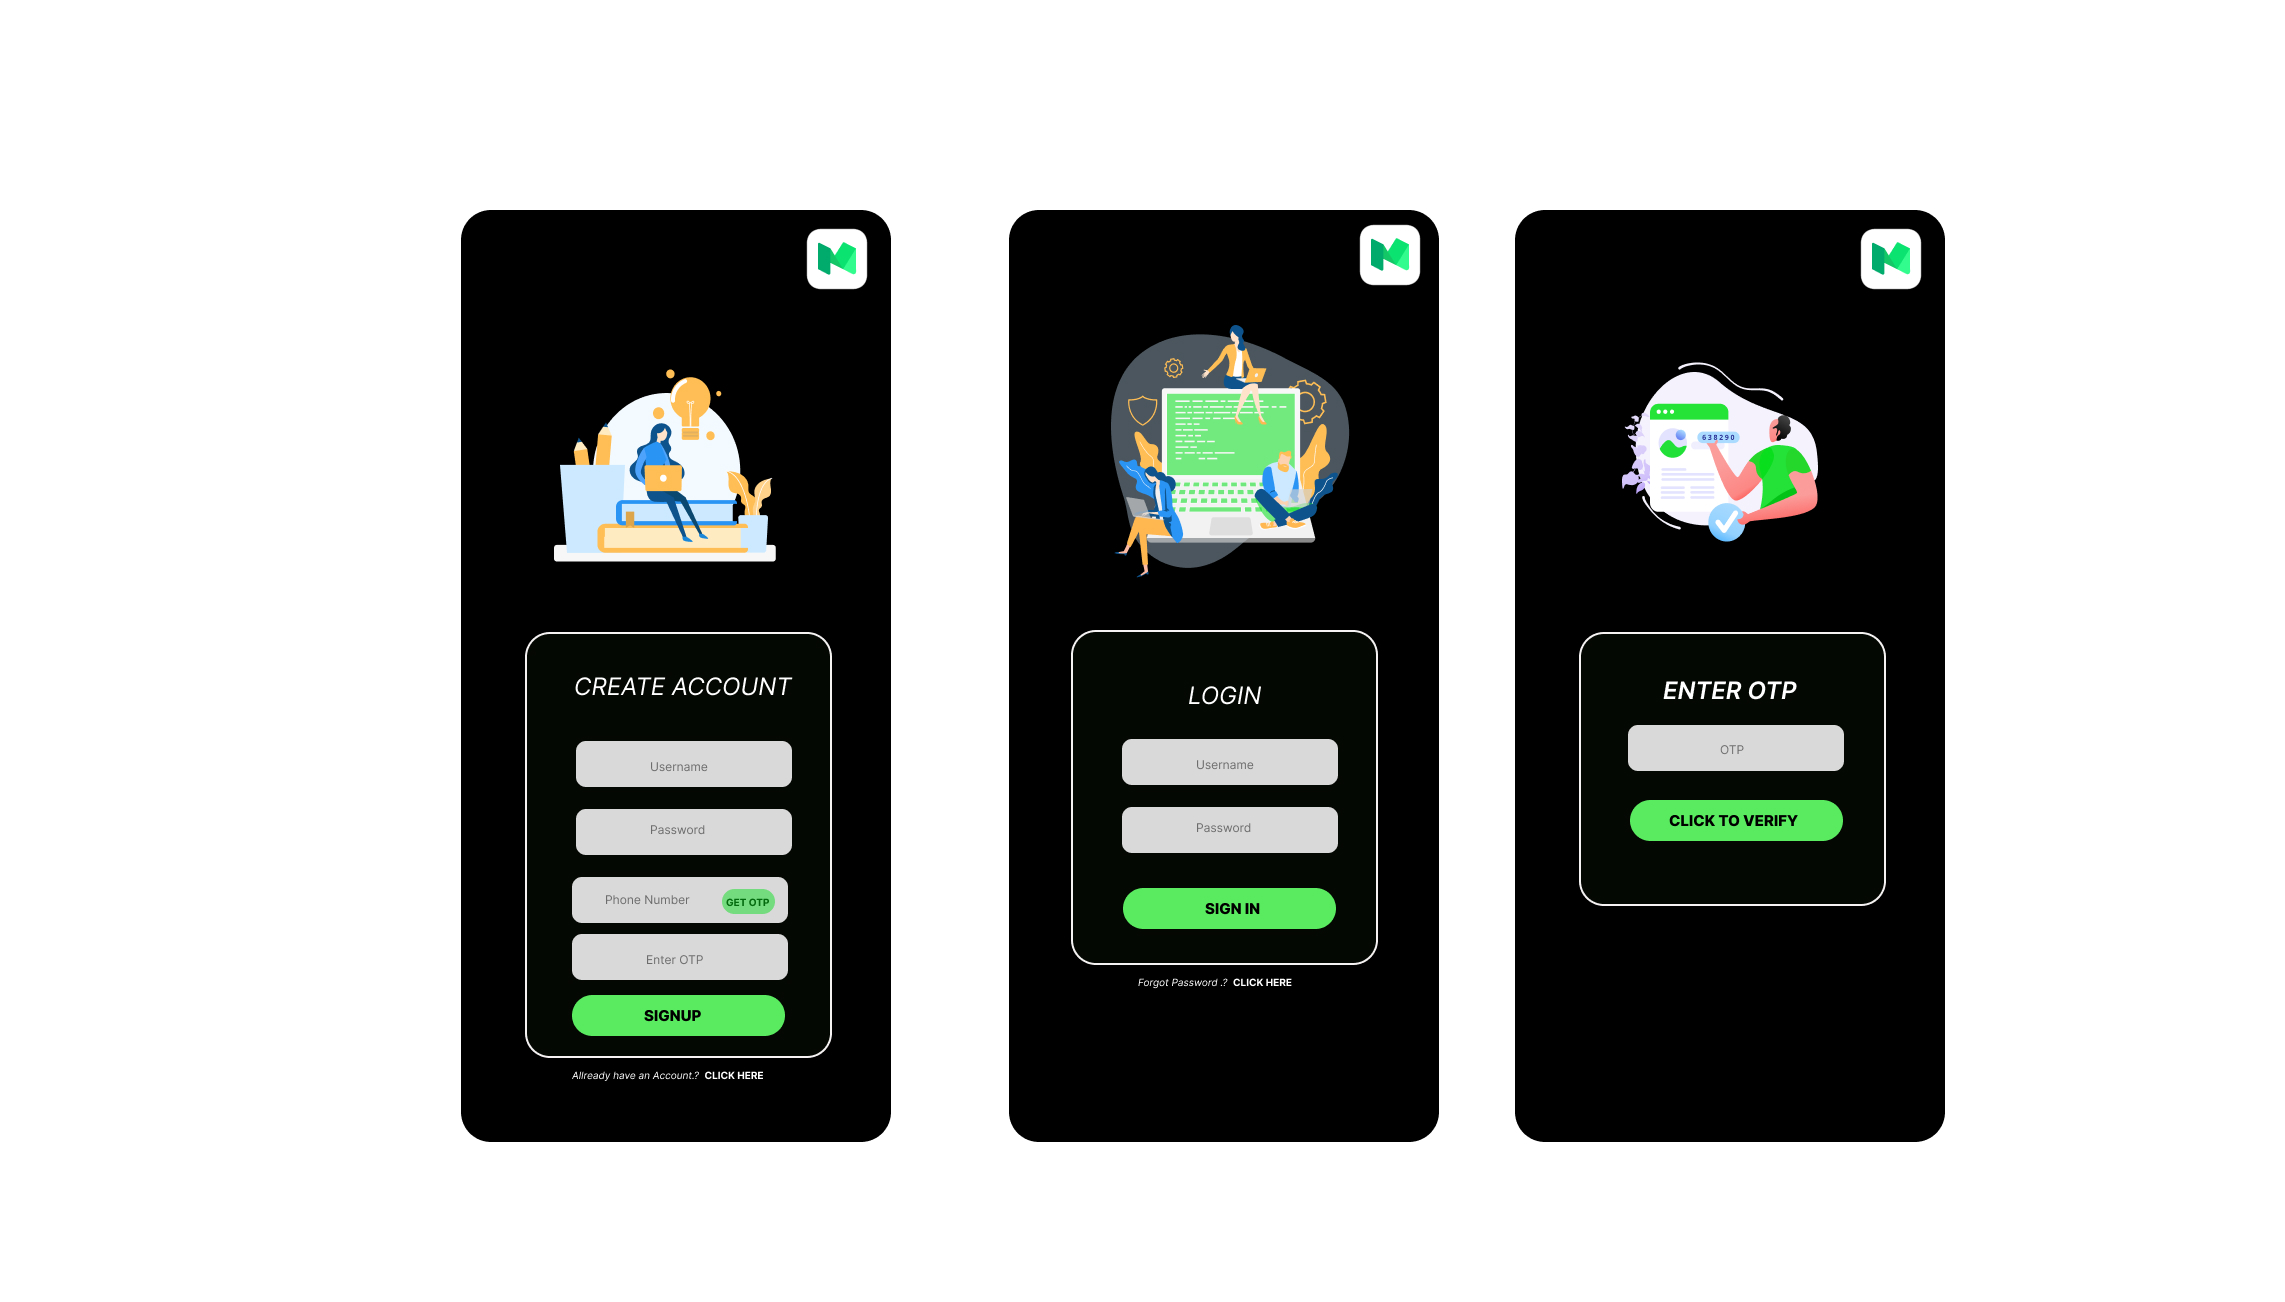 CREATE ACCOUNT
Username
Password
Phone Number GET OTP
Enter OTP
SIGNUP
Allready have an Account.? CLICK HERE
LOGIN
Username
Password
SIGN IN
Forgot Password .? CLICK HERE
638290
ENTER OTP
OTP
CLICK TO VERIFY